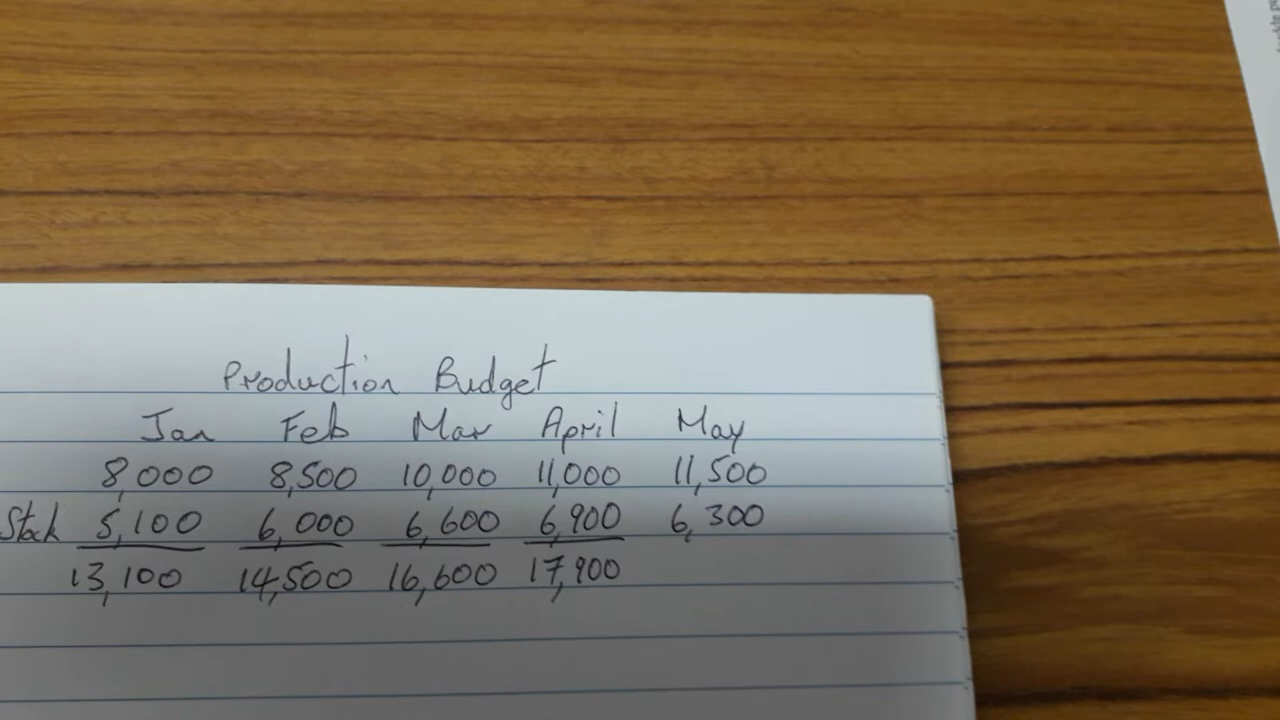 Production Budget
Jan Feb Mar April May
8,000 8,500 10,000 11,000 11,500
Stock 5,100 6,000 6,600 6,900 6,300
13,100 14,500 16,600 17,900